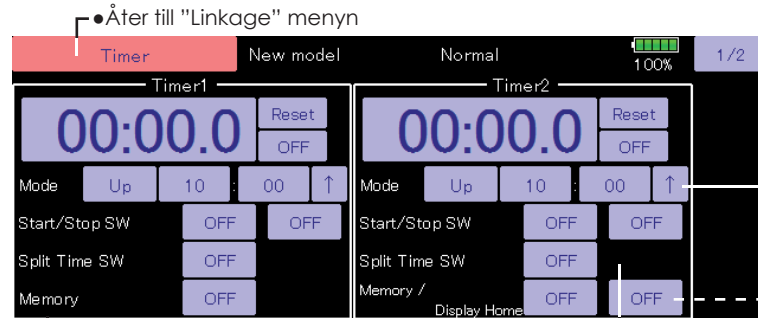 ●Åter till ”Linkage” menyn
Timer New model Normal 100% 1/2
Timer1
00:00.0 Reset
OFF
Mode Up 10 : 00 ↑
Start/Stop SW OFF OFF
Split Time SW OFF
Memory OFF
Timer2
00:00.0 Reset
OFF
Mode Up 10 : 00 ↑
Start/Stop SW OFF OFF
Split Time SW OFF
Memory /
Display Home OFF OFF